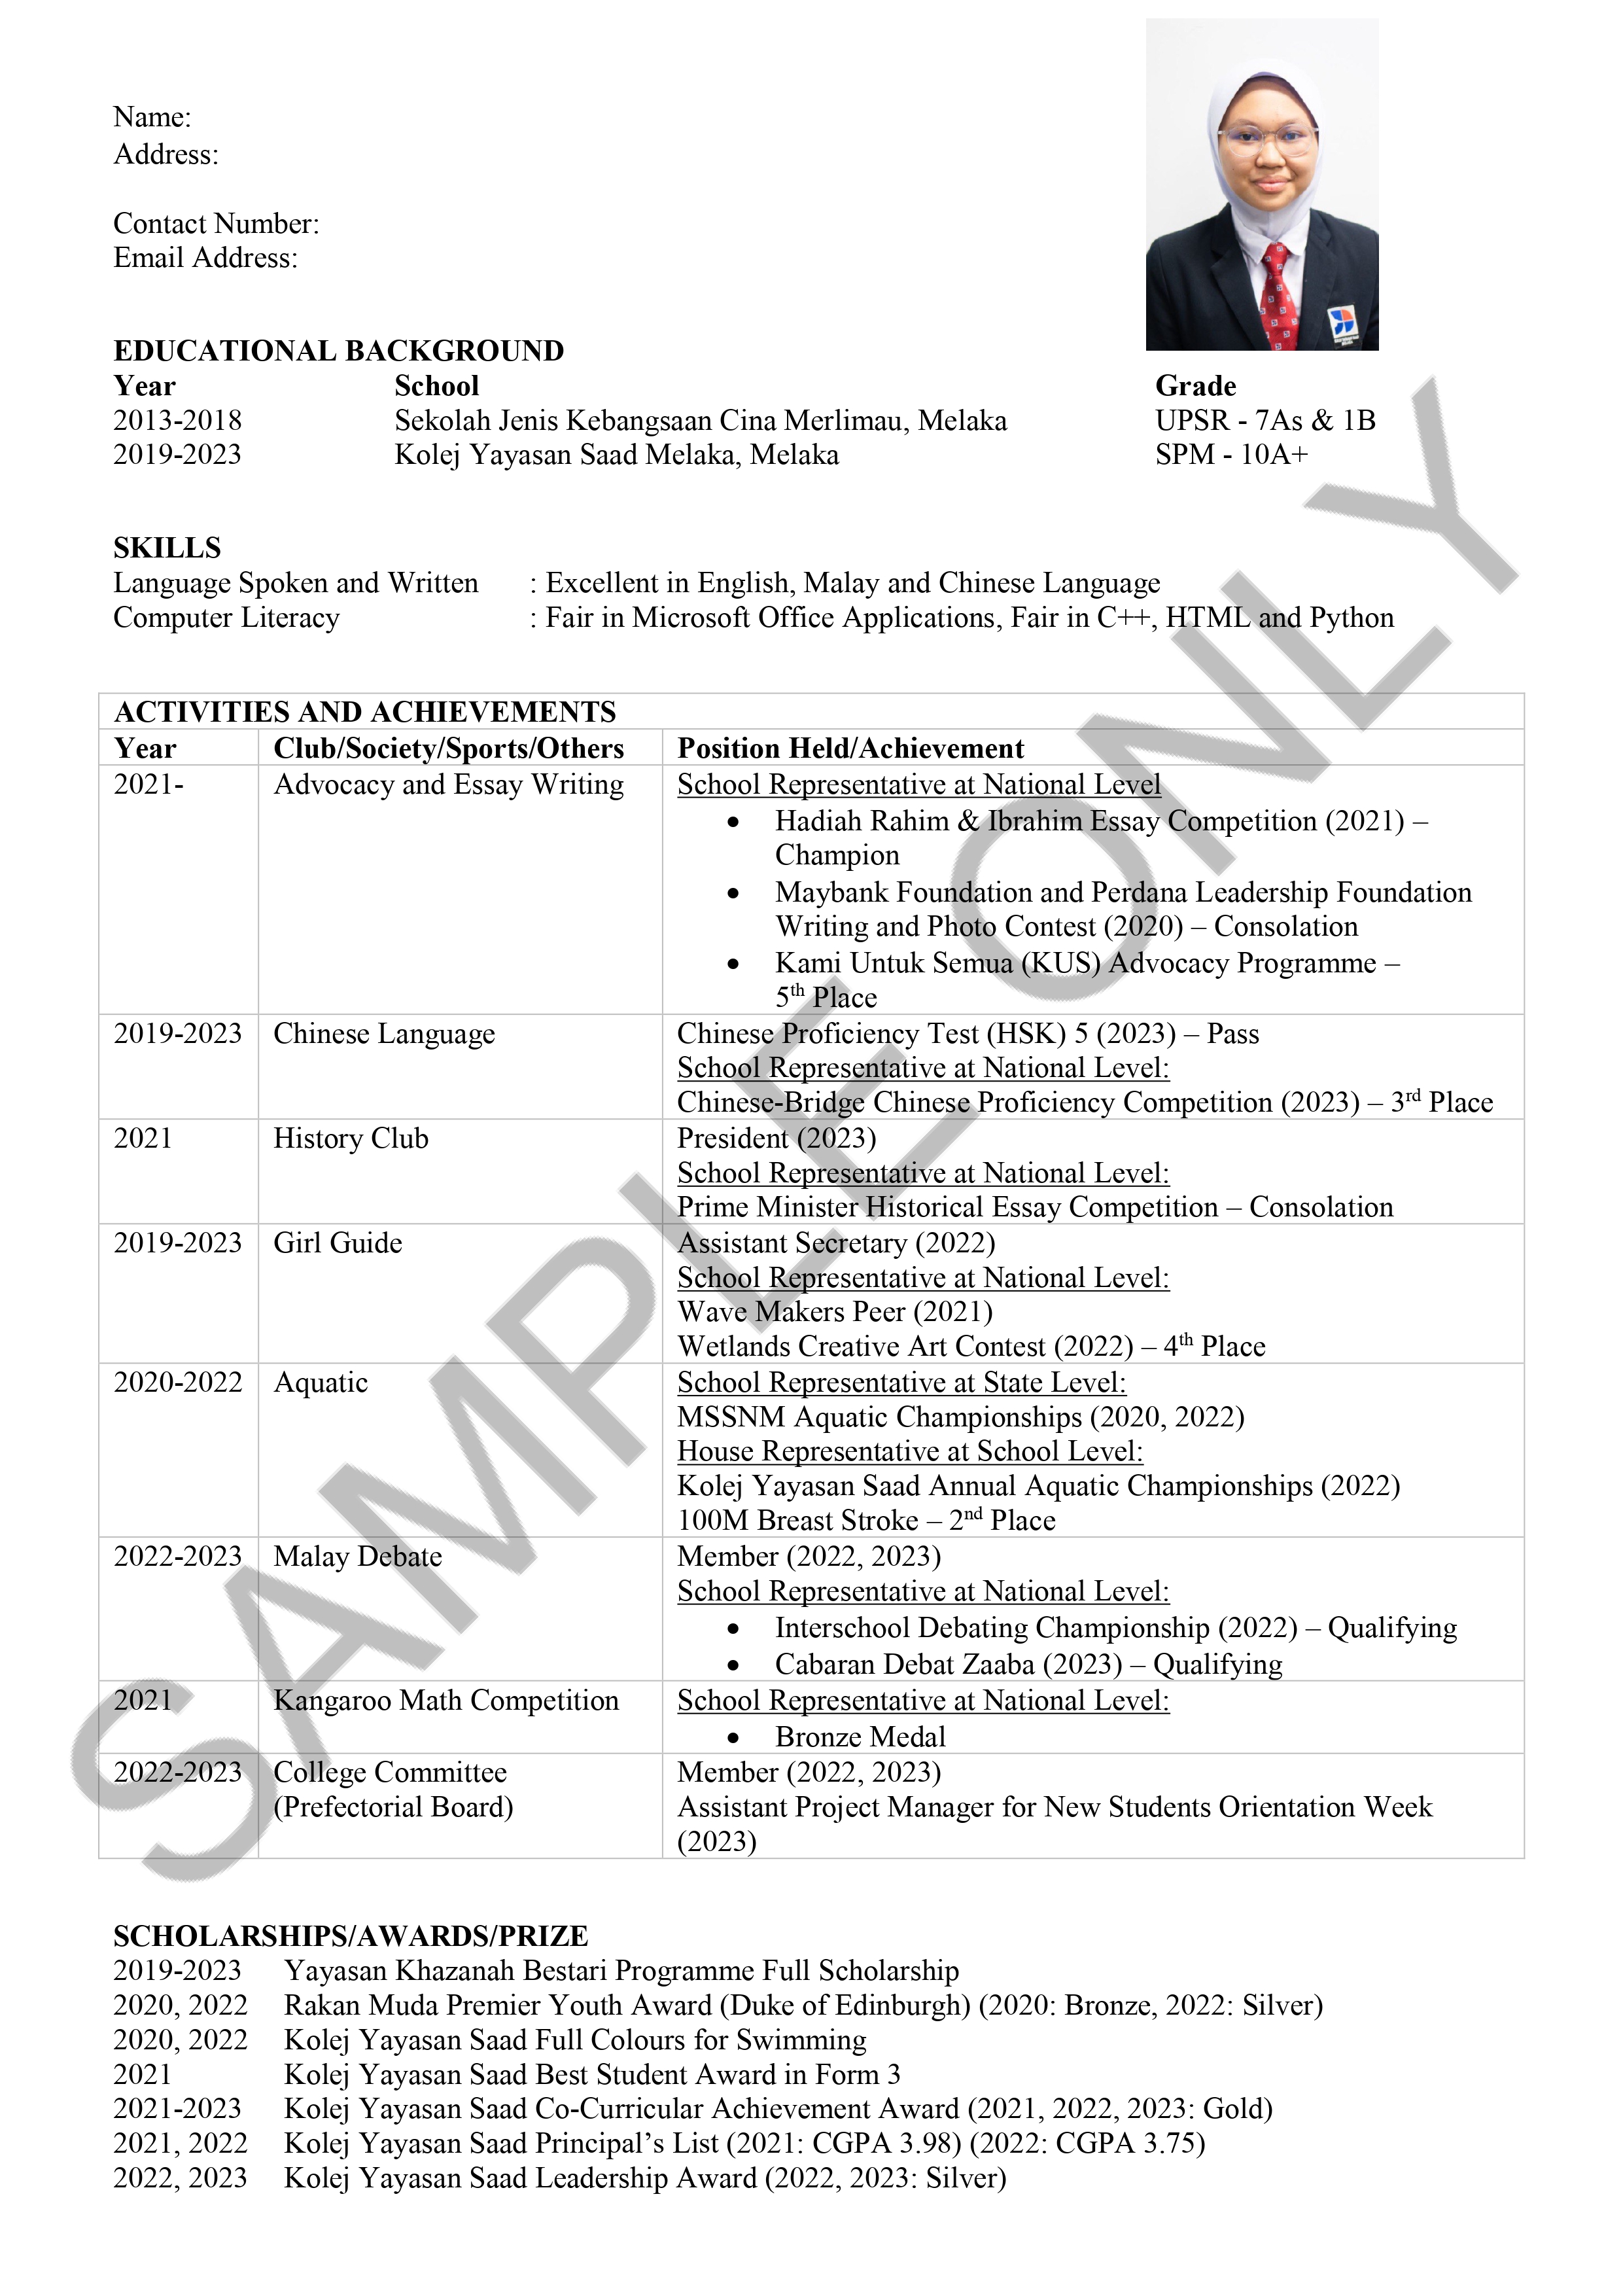 Name:
Address:
Contact Number:
Email Address:
EDUCATIONAL BACKGROUND
Year School Grade
2013-2018 Sekolah Jenis Kebangsaan Cina Merlimau, Melaka UPSR - 7As & 1B
2019-2023 Kolej Yayasan Saad Melaka, Melaka SPM - 10A+
SKILLS
Language Spoken and Written : Excellent in English, Malay and Chinese Language
Computer Literacy : Fair in Microsoft Office Applications, Fair in C++, HTML and Python
ACTIVITIES AND ACHIEVEMENTS
Year Club/Society/Sports/Others Position Held/Achievement
2021- Advocacy and Essay Writing School Representative at National Level
• Hadiah Rahim & Ibrahim Essay Competition (2021) –
Champion
• Maybank Foundation and Perdana Leadership Foundation
Writing and Photo Contest (2020) – Consolation
• Kami Untuk Semua (KUS) Advocacy Programme –
5th Place
2019-2023 Chinese Language Chinese Proficiency Test (HSK) 5 (2023) – Pass
School Representative at National Level:
Chinese-Bridge Chinese Proficiency Competition (2023) – 3rd Place
2021 History Club President (2023)
School Representative at National Level:
Prime Minister Historical Essay Competition – Consolation
2019-2023 Girl Guide Assistant Secretary (2022)
School Representative at National Level:
Wave Makers Peer (2021)
Wetlands Creative Art Contest (2022) – 4th Place
2020-2022 Aquatic School Representative at State Level:
MSSNM Aquatic Championships (2020, 2022)
House Representative at School Level:
Kolej Yayasan Saad Annual Aquatic Championships (2022)
100M Breast Stroke – 2nd Place
2022-2023 Malay Debate Member (2022, 2023)
School Representative at National Level:
• Interschool Debating Championship (2022) – Qualifying
• Cabaran Debat Zaaba (2023) – Qualifying
2021 Kangaroo Math Competition School Representative at National Level:
• Bronze Medal
2022-2023 College Committee Member (2022, 2023)
(Prefectorial Board) Assistant Project Manager for New Students Orientation Week
(2023)
SCHOLARSHIPS/AWARDS/PRIZE
2019-2023 Yayasan Khazanah Bestari Programme Full Scholarship
2020, 2022 Rakan Muda Premier Youth Award (Duke of Edinburgh) (2020: Bronze, 2022: Silver)
2020, 2022 Kolej Yayasan Saad Full Colours for Swimming
2021 Kolej Yayasan Saad Best Student Award in Form 3
2021-2023 Kolej Yayasan Saad Co-Curricular Achievement Award (2021, 2022, 2023: Gold)
2021, 2022 Kolej Yayasan Saad Principal’s List (2021: CGPA 3.98) (2022: CGPA 3.75)
2022, 2023 Kolej Yayasan Saad Leadership Award (2022, 2023: Silver)
SAMPLE ONLY